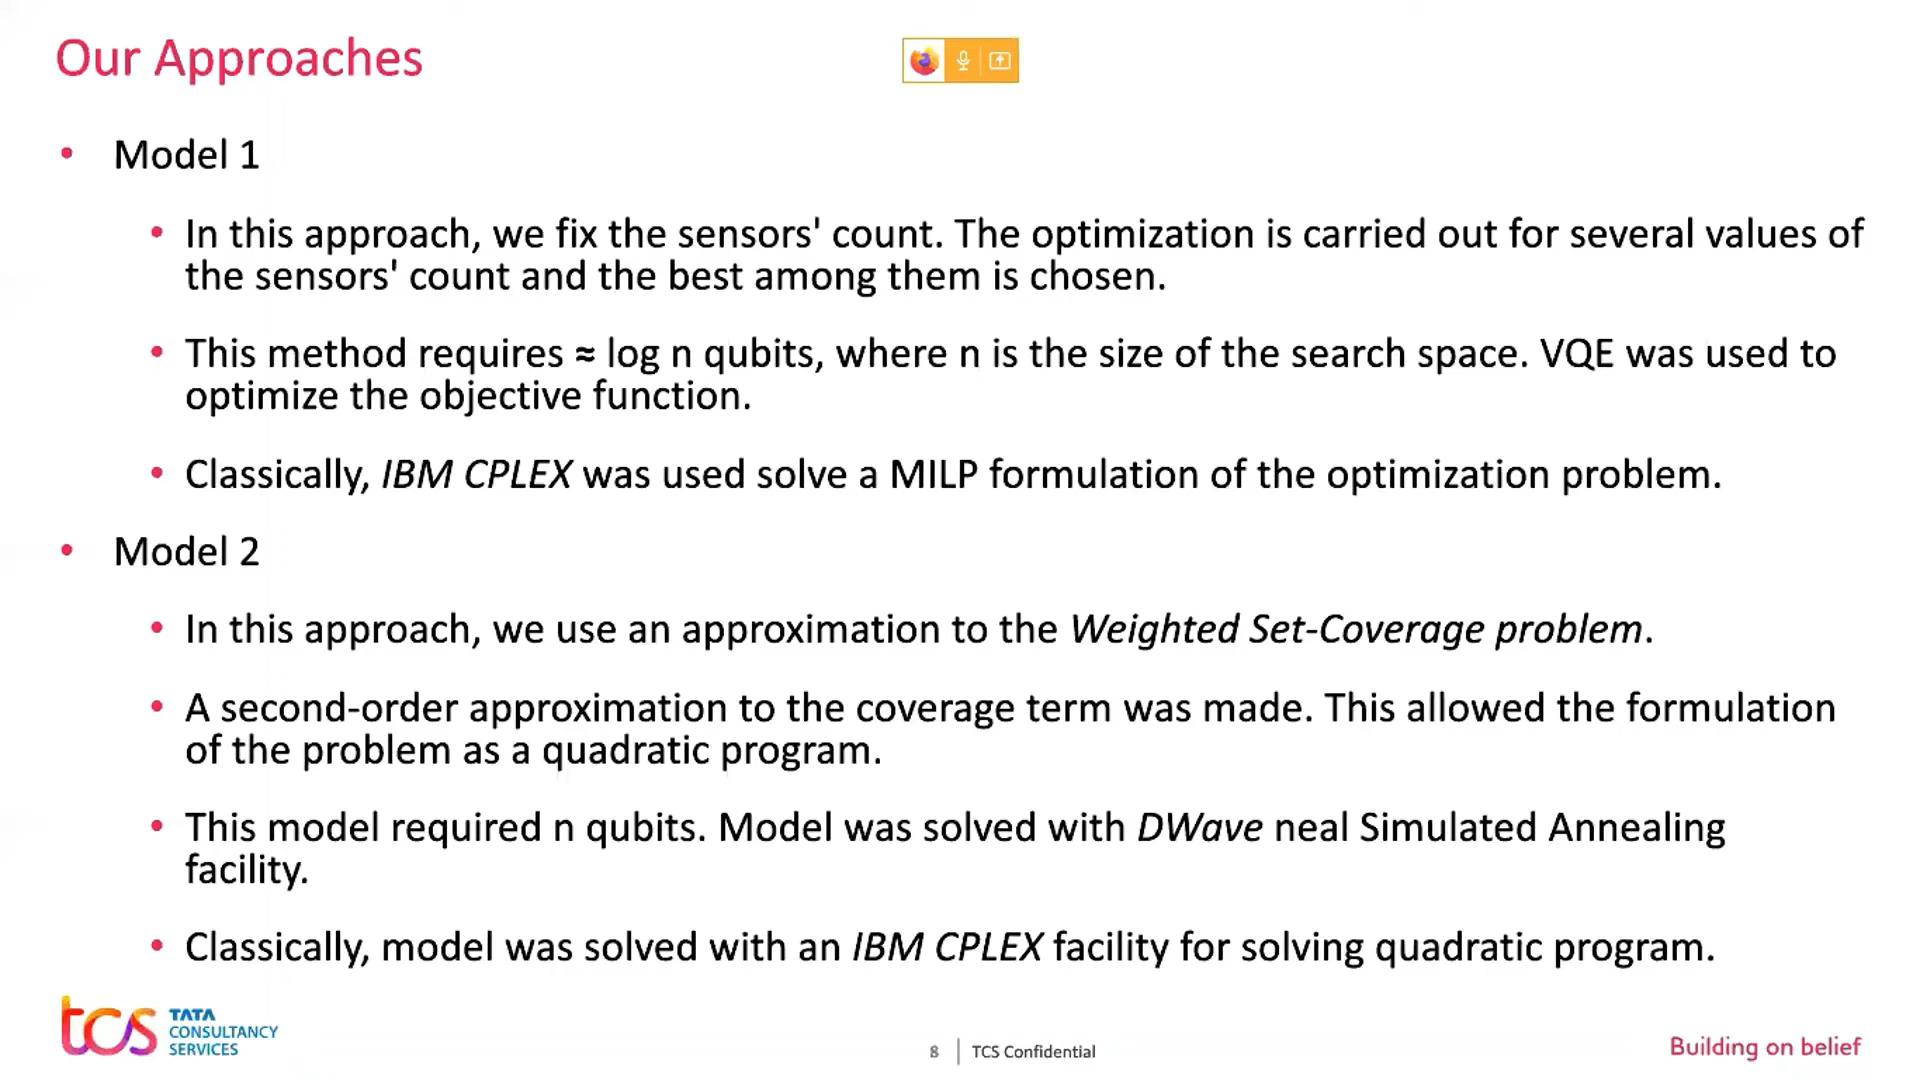 Our Approaches
• Model 1
• In this approach, we fix the sensors' count. The optimization is carried out for several values of
the sensors' count and the best among them is chosen.
• This method requires ≈ log n qubits, where n is the size of the search space. VQE was used to
optimize the objective function.
• Classically, IBM CPLEX was used solve a MILP formulation of the optimization problem.
• Model 2
• In this approach, we use an approximation to the Weighted Set-Coverage problem.
• A second-order approximation to the coverage term was made. This allowed the formulation
of the problem as a quadratic program.
• This model required n qubits. Model was solved with DWave neal Simulated Annealing
facility.
• Classically, model was solved with an IBM CPLEX facility for solving quadratic program.
tcs TATA
CONSULTANCY
SERVICES
8 | TCS Confidential
Building on belief